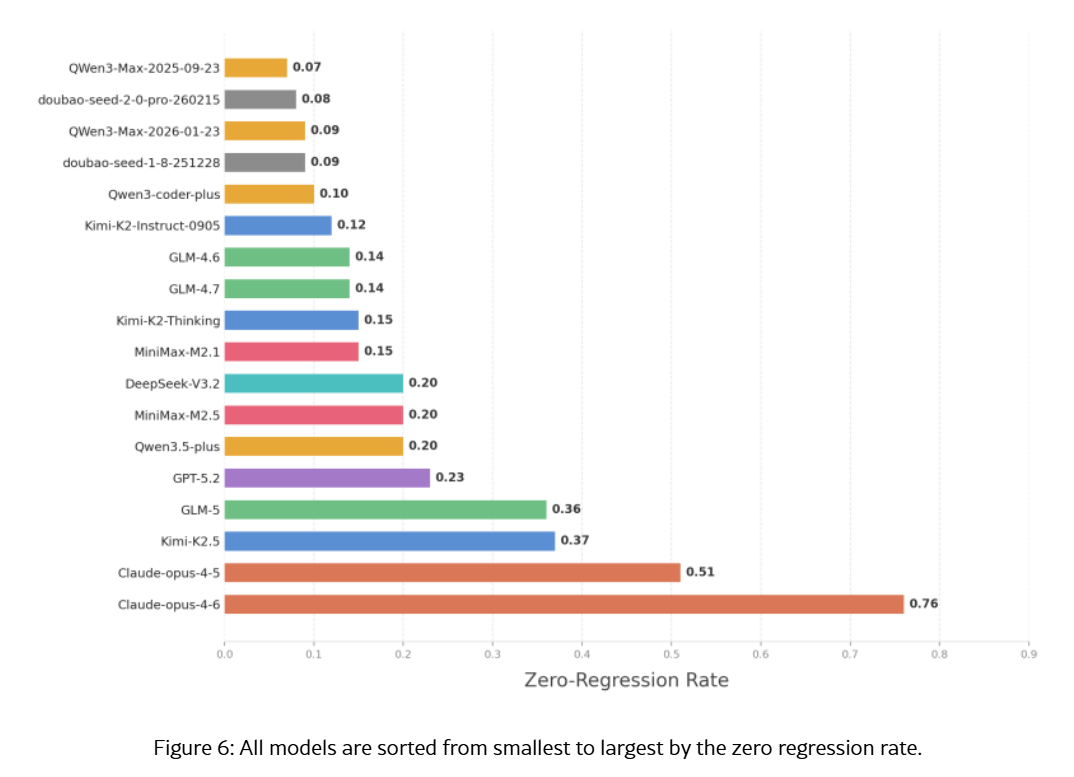 QWen3-Max-2025-09-23 0.07
doubao-seed-2-0-pro-260215 0.08
QWen3-Max-2026-01-23 0.09
doubao-seed-1-8-251228 0.09
Qwen3-coder-plus 0.10
Kimi-K2-Instruct-0905 0.12
GLM-4.6 0.14
GLM-4.7 0.14
Kimi-K2-Thinking 0.15
MiniMax-M2.1 0.15
DeepSeek-V3.2 0.20
MiniMax-M2.5 0.20
Qwen3.5-plus 0.20
GPT-5.2 0.23
GLM-5 0.36
Kimi-K2.5 0.37
Claude-opus-4-5 0.51
Claude-opus-4-6 0.76
0.0 0.1 0.2 0.3 0.4 0.5 0.6 0.7 0.8 0.9
Zero-Regression Rate
Figure 6: All models are sorted from smallest to largest by the zero regression rate.